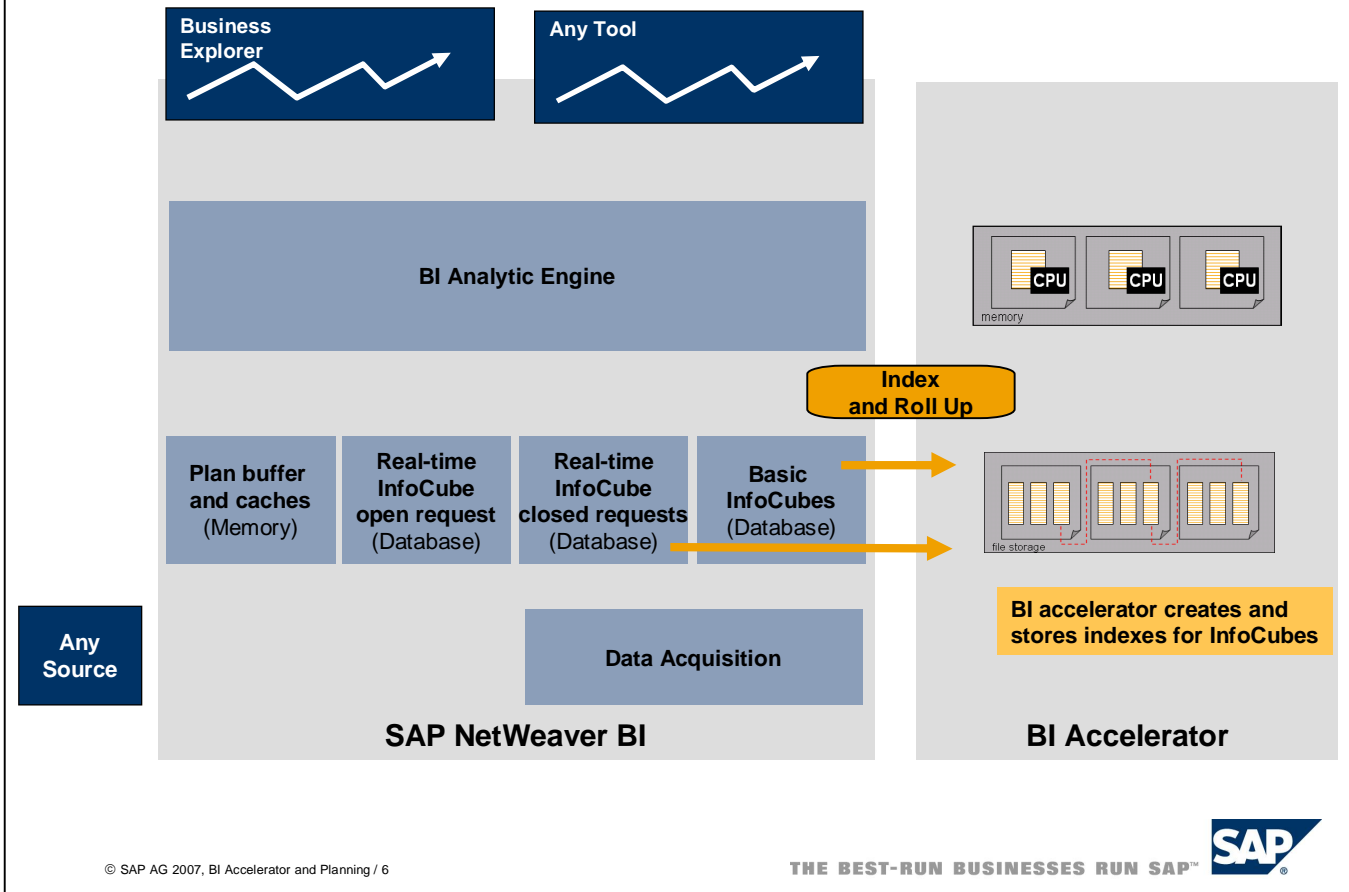 Business
Explorer
Any Tool
BI Analytic Engine
CPU
CPU
CPU
memory
Index
and Roll Up
Plan buffer
and caches
(Memory)
Real-time
InfoCube
open request
(Database)
Real-time
InfoCube
closed requests
(Database)
Basic
InfoCubes
(Database)
file storage
BI accelerator creates and
stores indexes for InfoCubes
Any
Source
Data Acquisition
SAP NetWeaver BI
BI Accelerator
© SAP AG 2007, BI Accelerator and Planning / 6
THE BEST-RUN BUSINESSES RUN SAP™
SAP®